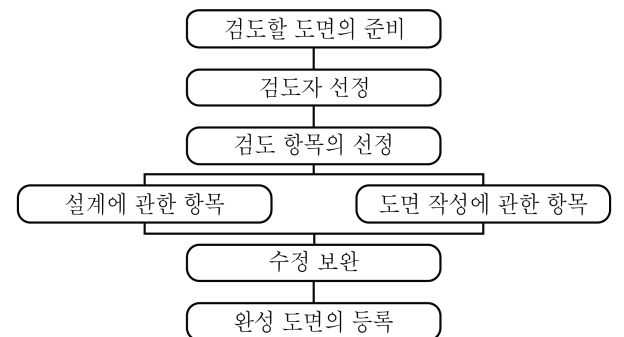 검도할 도면의 준비
검도자 선정
검도 항목의 선정
설계에 관한 항목
도면 작성에 관한 항목
수정 보완
완성 도면의 등록